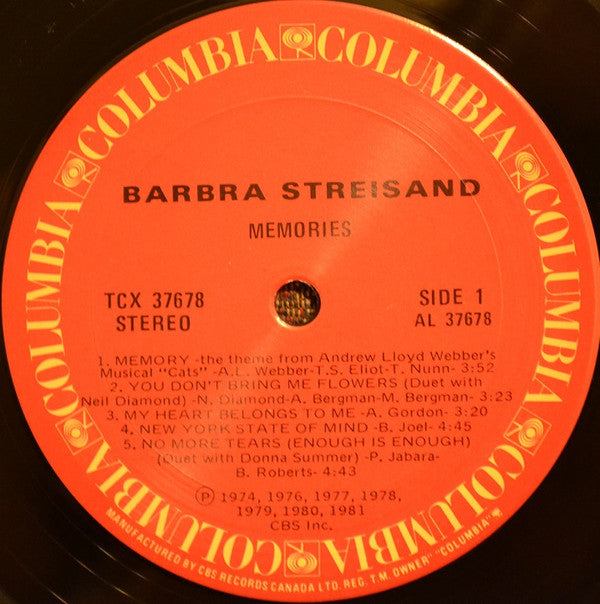 COLUMBIA COLUMBIA COLUMBIA COLUMBIA COLUMBIA COLUMBIA
BARBRA STREISAND
MEMORIES
TCX 37678
STEREO
SIDE 1
AL 37678
1. MEMORY -the theme from Andrew Lloyd Webber's
Musical "Cats" -A.L. Webber-T.S. Eliot-T. Nunn- 3:52
2. YOU DON'T BRING ME FLOWERS (Duet with
Neil Diamond) -N. Diamond-A. Bergman-M. Bergman- 3:23
3. MY HEART BELONGS TO ME -A. Gordon- 3:20
4. NEW YORK STATE OF MIND -B. Joel- 4:45
5. NO MORE TEARS (ENOUGH IS ENOUGH)
(Duet with Donna Summer) -P. Jabara-
B. Roberts- 4:43
Ⓟ 1974, 1976, 1977, 1978,
1979, 1980, 1981
CBS Inc.
MANUFACTURED BY CBS RECORDS CANADA LTD. REG. T.M. OWNER "COLUMBIA"